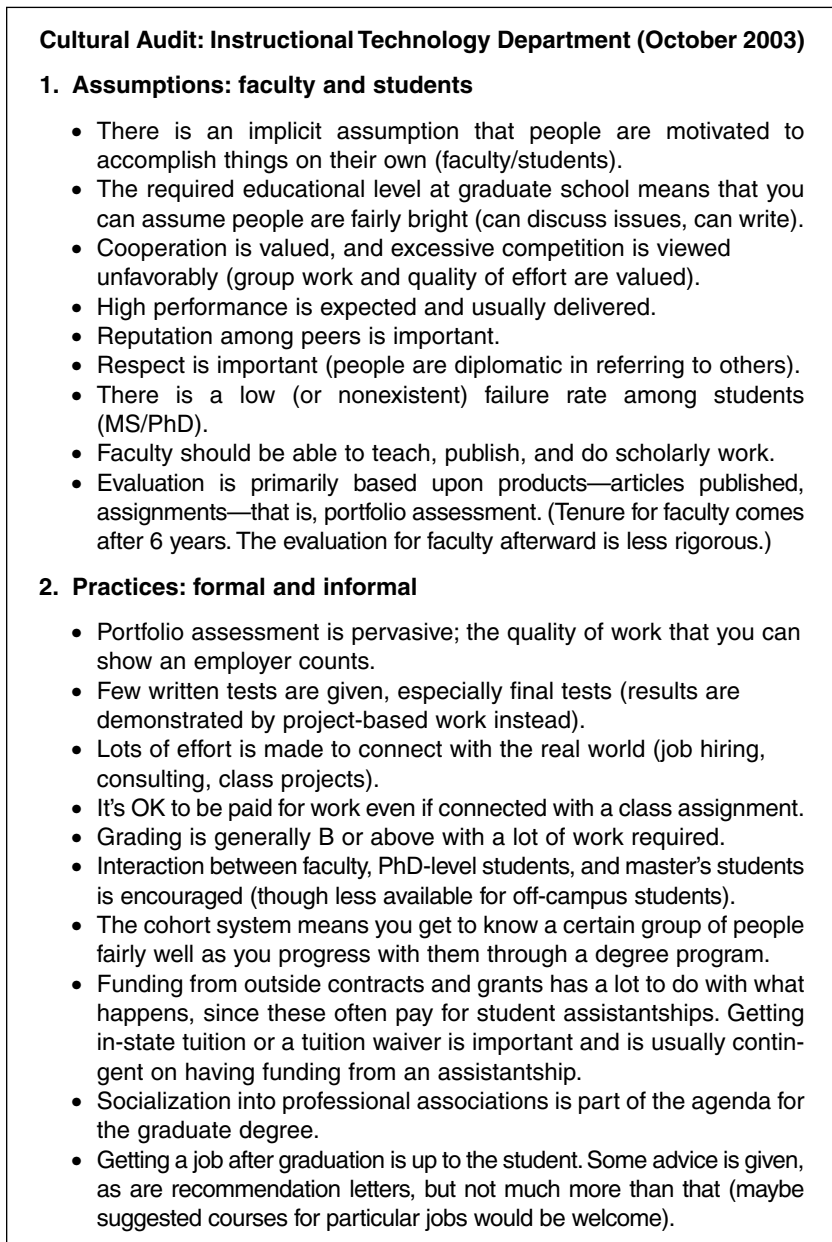 Cultural Audit: Instructional Technology Department (October 2003)
1. Assumptions: faculty and students
• There is an implicit assumption that people are motivated to
accomplish things on their own (faculty/students).
• The required educational level at graduate school means that you
can assume people are fairly bright (can discuss issues, can write).
• Cooperation is valued, and excessive competition is viewed
unfavorably (group work and quality of effort are valued).
• High performance is expected and usually delivered.
• Reputation among peers is important.
• Respect is important (people are diplomatic in referring to others).
• There is a low (or nonexistent) failure rate among students
(MS/PhD).
• Faculty should be able to teach, publish, and do scholarly work.
• Evaluation is primarily based upon products—articles published,
assignments—that is, portfolio assessment. (Tenure for faculty comes
after 6 years. The evaluation for faculty afterward is less rigorous.)
2. Practices: formal and informal
• Portfolio assessment is pervasive; the quality of work that you can
show an employer counts.
• Few written tests are given, especially final tests (results are
demonstrated by project-based work instead).
• Lots of effort is made to connect with the real world (job hiring,
consulting, class projects).
• It's OK to be paid for work even if connected with a class assignment.
• Grading is generally B or above with a lot of work required.
• Interaction between faculty, PhD-level students, and master's students
is encouraged (though less available for off-campus students).
• The cohort system means you get to know a certain group of people
fairly well as you progress with them through a degree program.
• Funding from outside contracts and grants has a lot to do with what
happens, since these often pay for student assistantships. Getting
in-state tuition or a tuition waiver is important and is usually contin-
gent on having funding from an assistantship.
• Socialization into professional associations is part of the agenda for
the graduate degree.
• Getting a job after graduation is up to the student. Some advice is given,
as are recommendation letters, but not much more than that (maybe
suggested courses for particular jobs would be welcome).